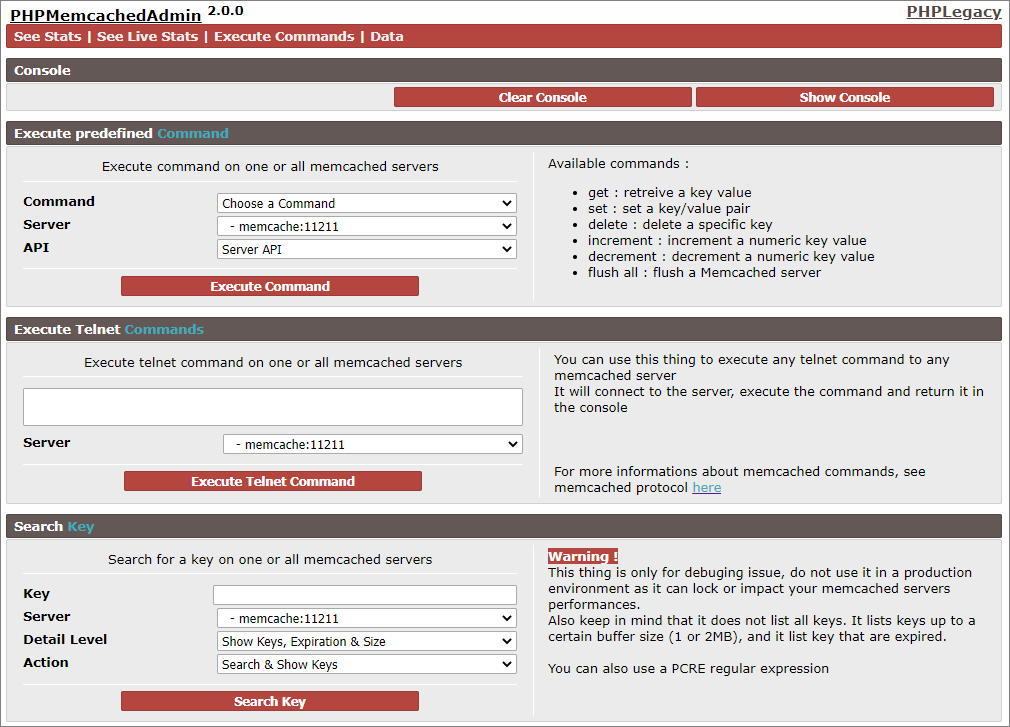 PHPMemcachedAdmin 2.0.0
PHPLegacy
See Stats | See Live Stats | Execute Commands | Data
Console
Clear Console
Show Console
Execute predefined Command
Execute command on one or all memcached servers
Command
Choose a Command
Server
- memcache:11211
API
Server API
Execute Command
Available commands :
• get : retreive a key value
• set : set a key/value pair
• delete : delete a specific key
• increment : increment a numeric key value
• decrement : decrement a numeric key value
• flush all : flush a Memcached server
Execute Telnet Commands
Execute telnet command on one or all memcached servers
Server
- memcache:11211
Execute Telnet Command
You can use this thing to execute any telnet command to any
memcached server
It will connect to the server, execute the command and return it in
the console
For more informations about memcached commands, see
memcached protocol here
Search Key
Search for a key on one or all memcached servers
Key
Server
- memcache:11211
Detail Level
Show Keys, Expiration & Size
Action
Search & Show Keys
Search Key
Warning !
This thing is only for debuging issue, do not use it in a production
environment as it can lock or impact your memcached servers
performances.
Also keep in mind that it does not list all keys. It lists keys up to a
certain buffer size (1 or 2MB), and it list key that are expired.
You can also use a PCRE regular expression